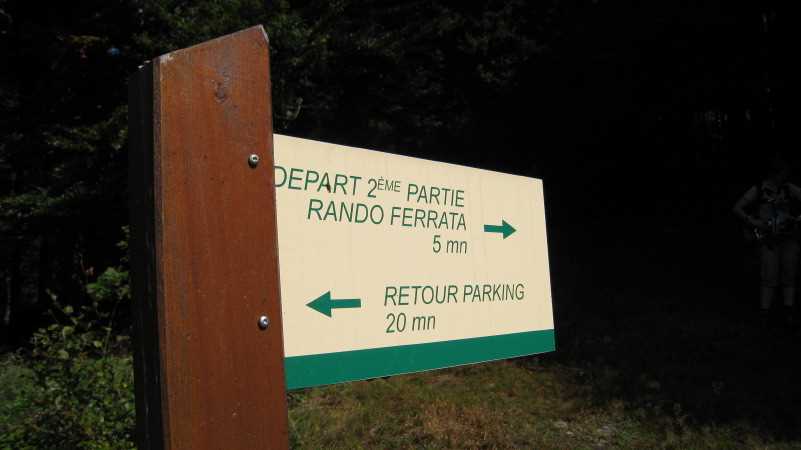 DEPART 2ÈME PARTIE
RANDO FERRATA
5 mn
RETOUR PARKING
20 mn